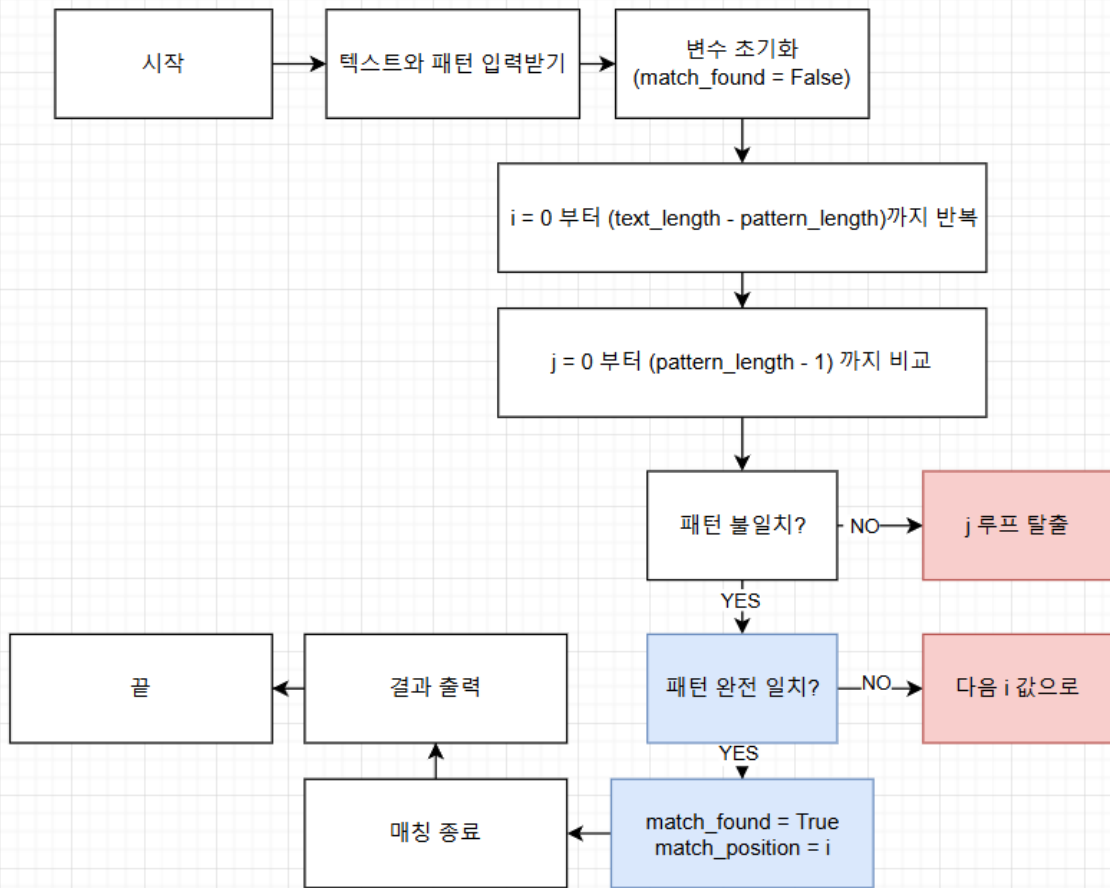 시작
텍스트와 패턴 입력받기
변수 초기화
(match_found = False)
i = 0 부터 (text_length - pattern_length)까지 반복
j = 0 부터 (pattern_length - 1) 까지 비교
패턴 불일치?
NO
j 루프 탈출
YES
패턴 완전 일치?
NO
다음 i 값으로
YES
match_found = True
match_position = i
매칭 종료
결과 출력
끝